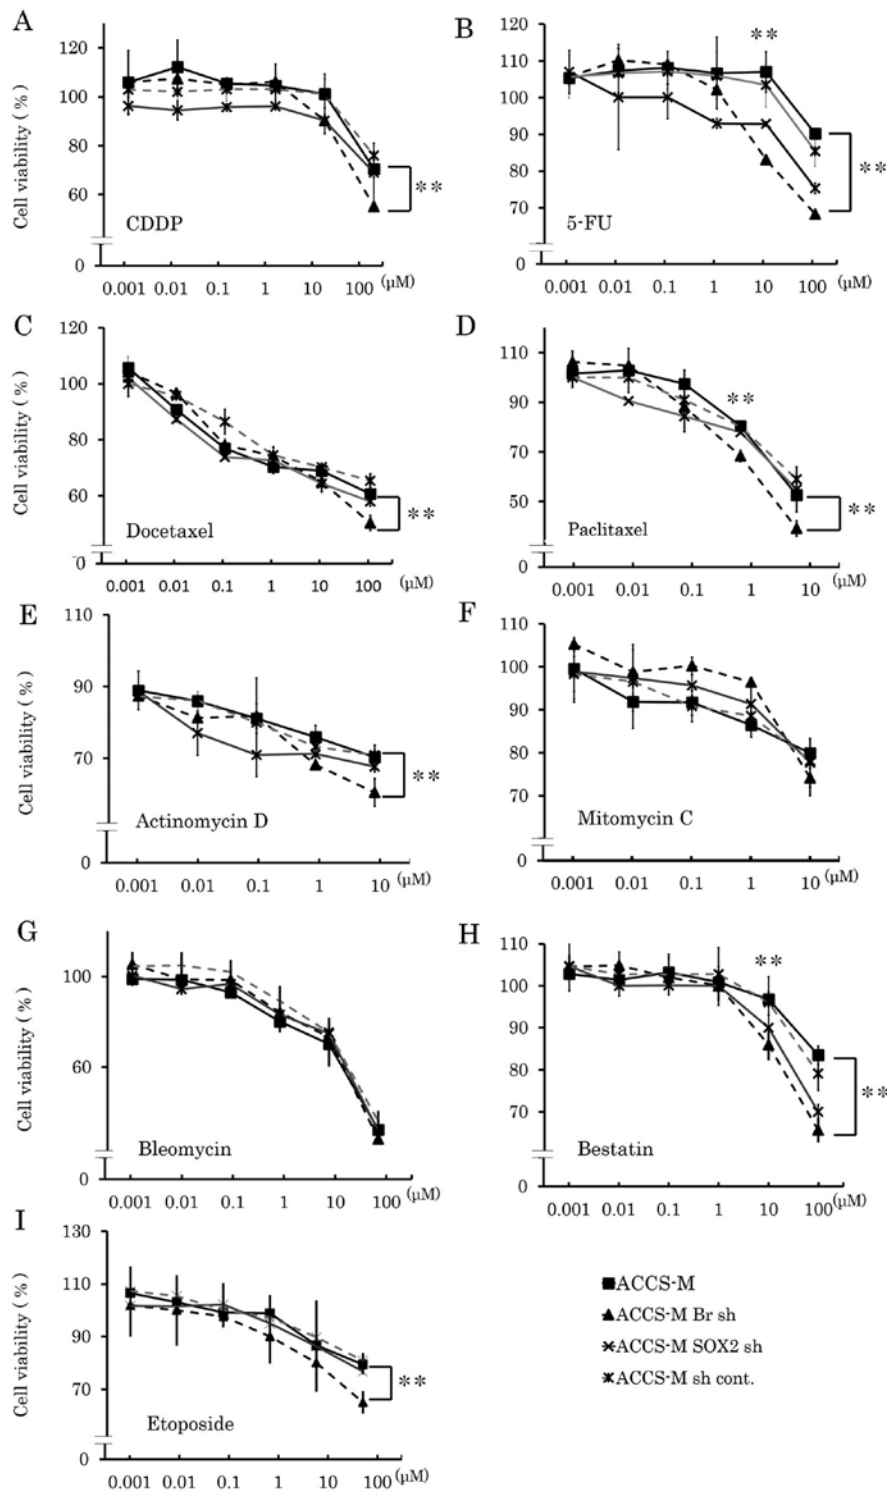 A
Cell viability (%)
120
100
80
60
0
CDDP
**
0.001 0.01 0.1 1 10 100 (μM)
B
120
110
100
90
80
70
0
**
5-FU
**
0.001 0.01 0.1 1 10 100 (μM)
C
Cell viability (%)
120
100
80
60
0
Docetaxel
**
0.001 0.01 0.1 1 10 100 (μM)
D
110
90
70
50
0
**
Paclitaxel
**
0.001 0.01 0.1 1 10 (μM)
E
Cell viability (%)
110
90
70
0
Actinomycin D
**
0.001 0.01 0.1 1 10 (μM)
F
110
100
90
80
70
0
Mitomycin C
0.001 0.01 0.1 1 10 (μM)
G
Cell viability (%)
100
60
0
Bleomycin
0.001 0.01 0.1 1 10 100 (μM)
H
110
100
90
80
70
0
**
Bestatin
**
0.001 0.01 0.1 1 10 100 (μM)
I
Cell viability (%)
130
110
90
70
0
Etoposide
**
0.001 0.01 0.1 1 10 100 (μM)
ACCS-M
ACCS-M Br sh
ACCS-M SOX2 sh
ACCS-M sh cont.